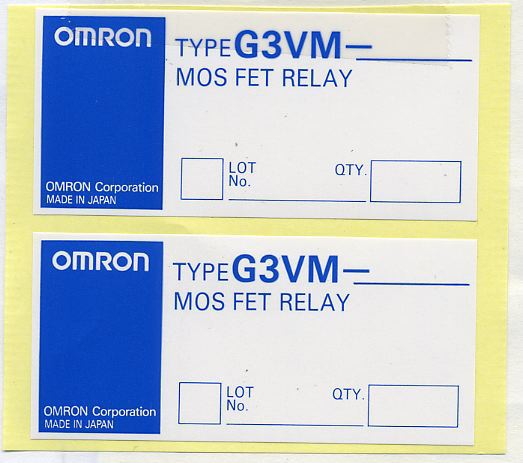 OMRON
TYPE G3VM-
MOS FET RELAY
LOT No.
QTY.
OMRON Corporation
MADE IN JAPAN
OMRON
TYPE G3VM-
MOS FET RELAY
LOT No.
QTY.
OMRON Corporation
MADE IN JAPAN